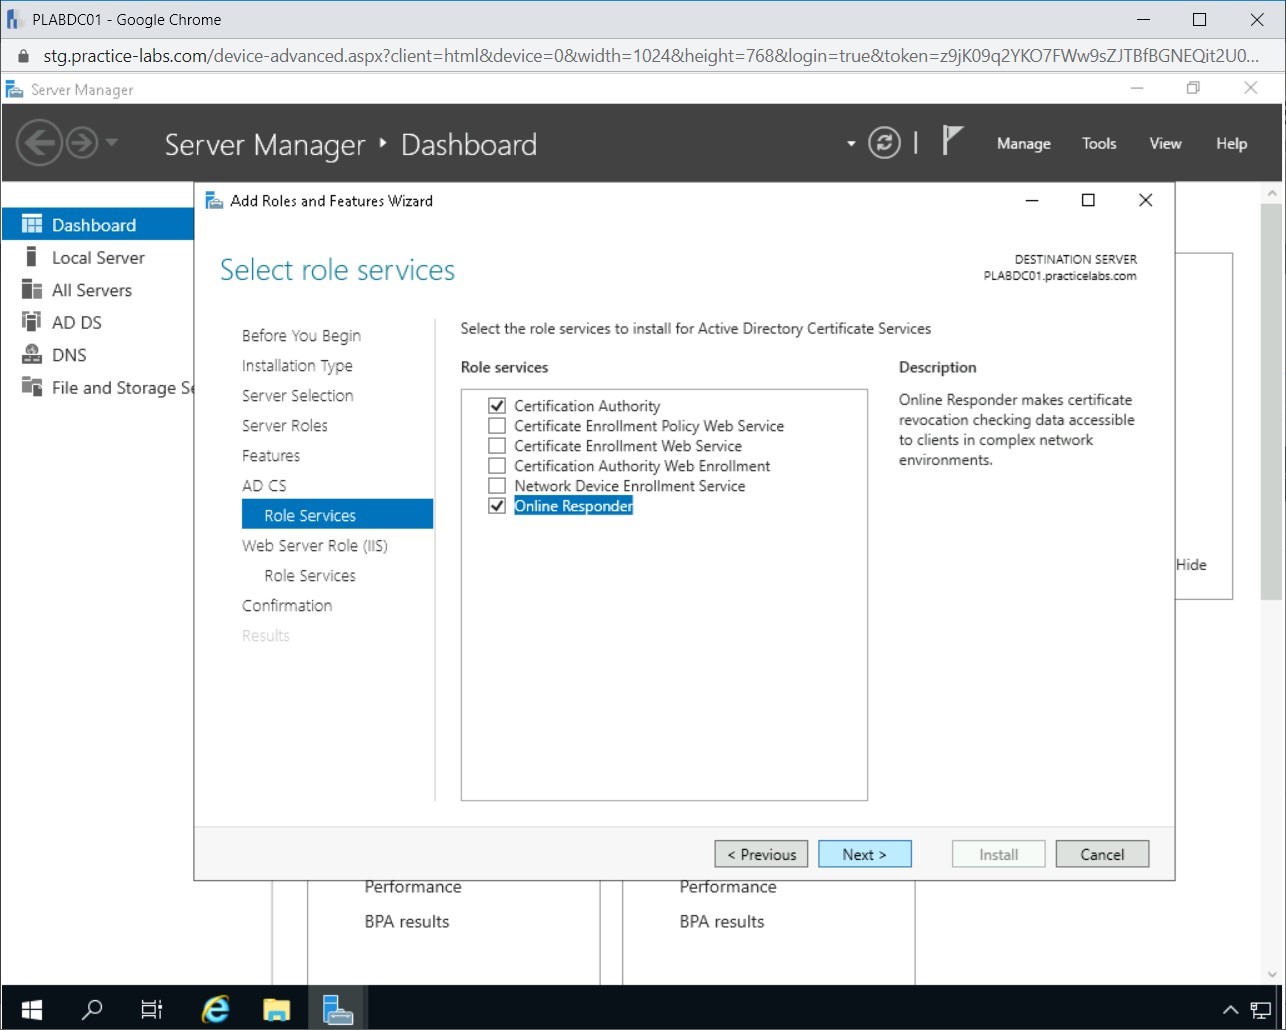 PLABDC01 - Google Chrome
stg.practice-labs.com/device-advanced.aspx?client=html&device=0&width=1024&height=768&login=true&token=z9jK09q2YKO7FWw9sZJTBfBGNEQit2U0...
Server Manager
Server Manager ‣ Dashboard
Manage Tools View Help
Dashboard
Local Server
All Servers
AD DS
DNS
File and Storage Se
Add Roles and Features Wizard
Select role services
DESTINATION SERVER
PLABDC01.practicelabs.com
Before You Begin
Installation Type
Server Selection
Server Roles
Features
AD CS
Role Services
Web Server Role (IIS)
Role Services
Confirmation
Results
Select the role services to install for Active Directory Certificate Services
Role services
Certification Authority
Certificate Enrollment Policy Web Service
Certificate Enrollment Web Service
Certification Authority Web Enrollment
Network Device Enrollment Service
Online Responder
Description
Online Responder makes certificate
revocation checking data accessible
to clients in complex network
environments.
Hide
< Previous
Next >
Install
Cancel
Performance
BPA results
Performance
BPA results